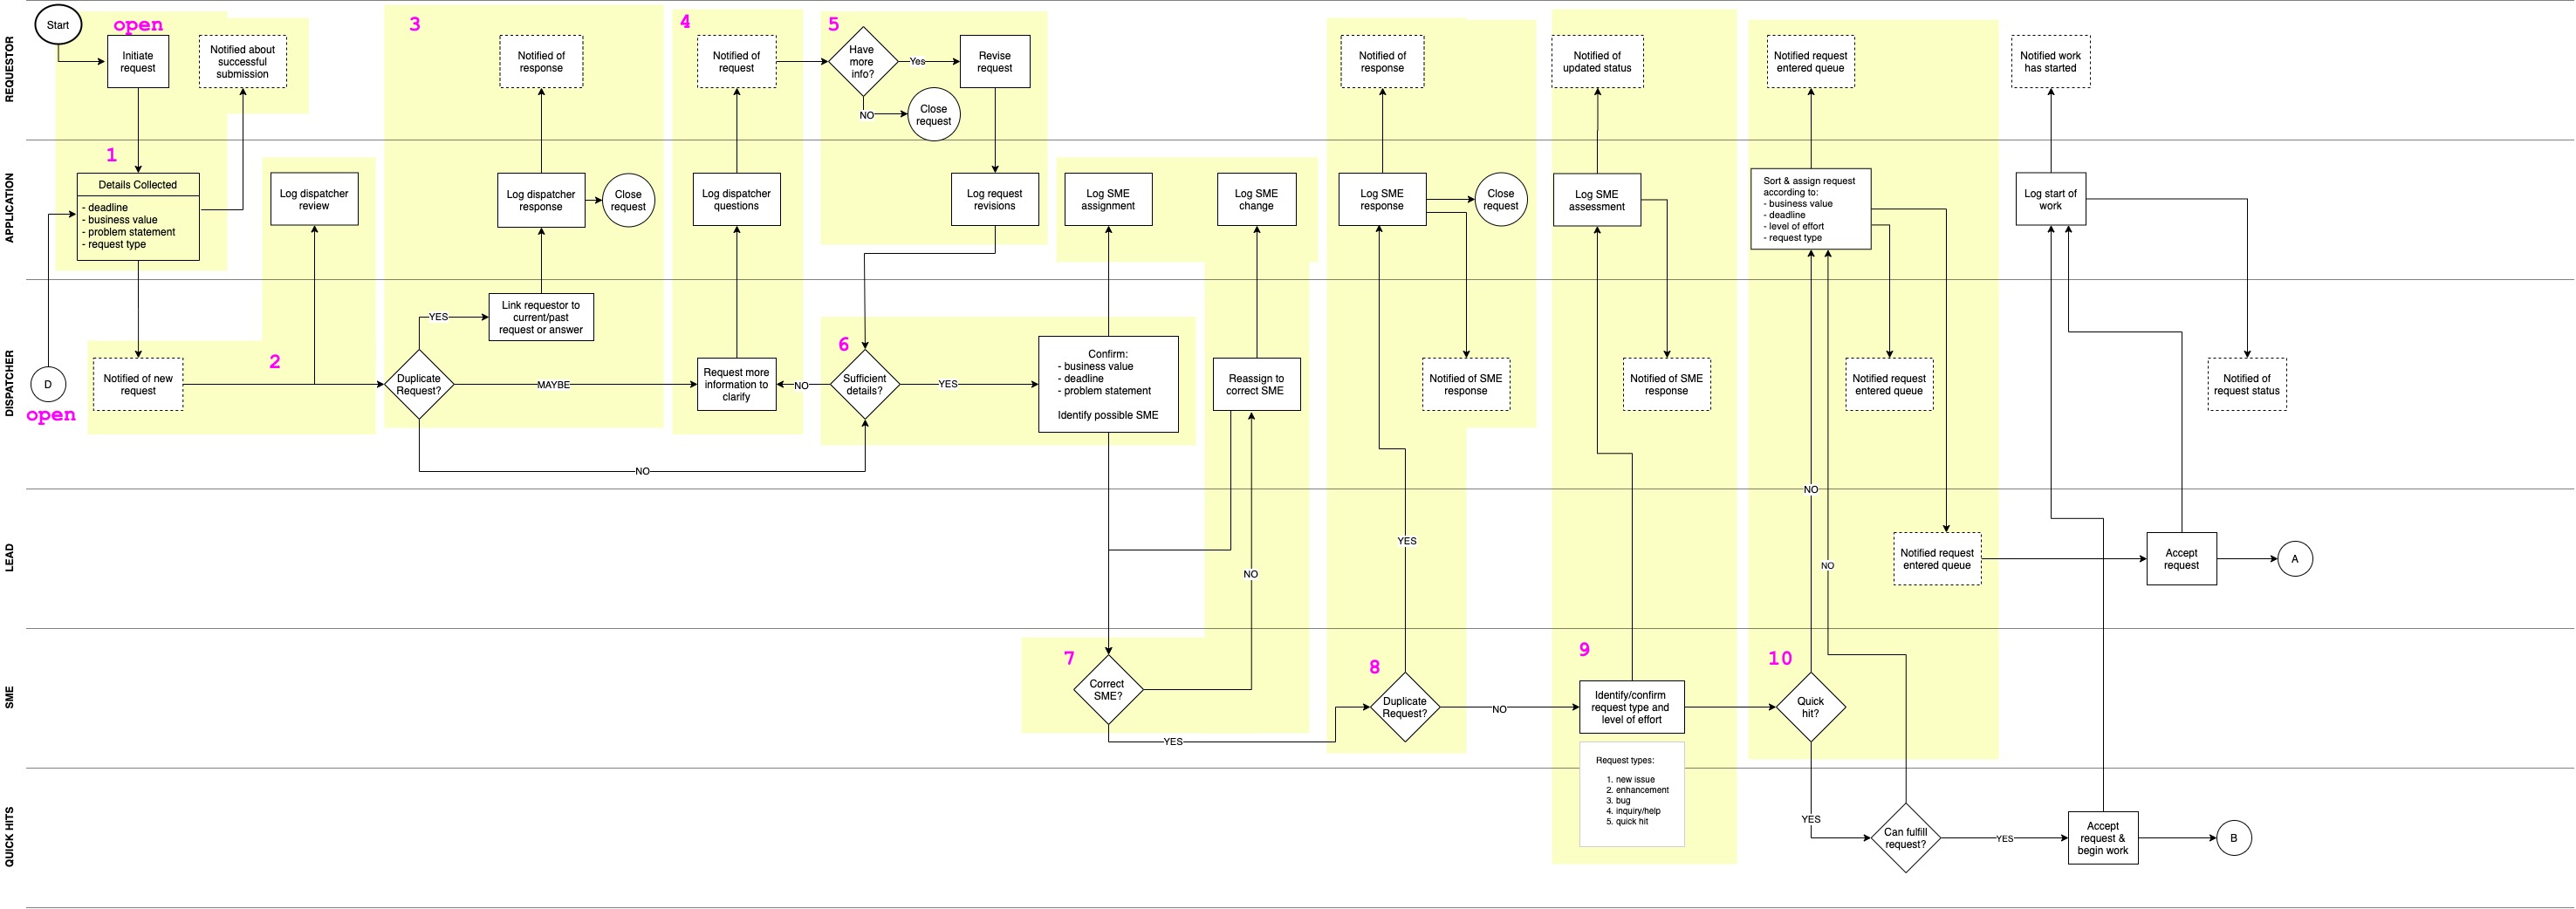 REQUESTOR
Start
open
Initiate
request
Notified about
successful
submission
3
Notified of
response
4
Notified of
request
5
Have
more
info?
Yes
Revise
request
NO
Close
request
Notified of
response
Notified of
updated status
Notified request
entered queue
Notified work
has started
APPLICATION
1
Details Collected
- deadline
- business value
- problem statement
- request type
Log dispatcher
review
Log dispatcher
response
Close
request
Log dispatcher
questions
Log request
revisions
Log SME
assignment
Log SME
change
Log SME
response
Close
request
Log SME
assessment
Sort & assign request
according to:
- business value
- deadline
- level of effort
- request type
Log start of
work
DISPATCHER
D
open
Notified of new
request
2
Duplicate
Request?
YES
Link requestor to
current/past
request or answer
MAYBE
NO
Request more
information to
clarify
NO
6
Sufficient
details?
YES
Confirm:
- business value
- deadline
- problem statement
Identify possible SME
Reassign to
correct SME
Notified of SME
response
Notified of SME
response
Notified request
entered queue
Notified of
request status
LEAD
NO
YES
NO
NO
Notified request
entered queue
Accept
request
A
SME
7
Correct
SME?
YES
8
Duplicate
Request?
NO
9
Identify/confirm
request type and
level of effort
10
Quick
hit?
QUICK HITS
Request types:
1. new issue
2. enhancement
3. bug
4. inquiry/help
5. quick hit
YES
Can fulfill
request?
YES
Accept
request &
begin work
B